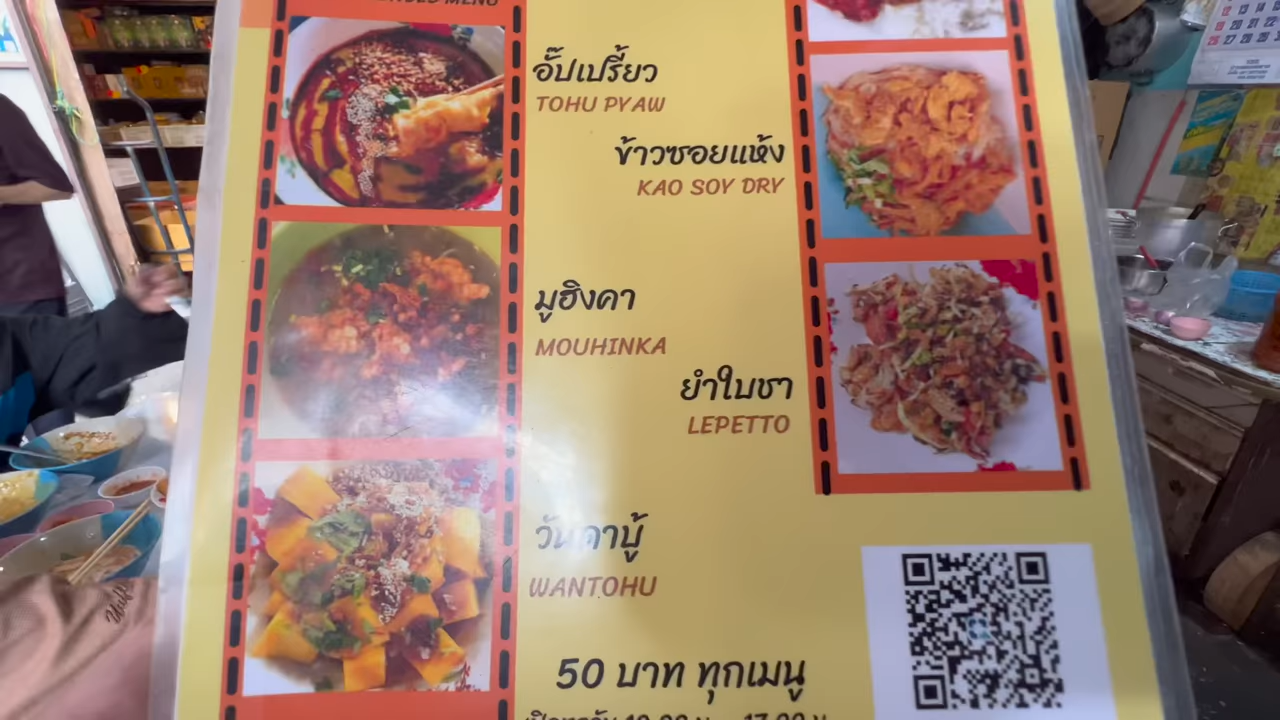 MENU
อั๊ปเปรี้ยว
TOHU PYAW
ข้าวซอยแห้ง
KAO SOY DRY
มูฮิงคา
MOUHINKA
ยำใบชา
LEPETTO
วันคาบู้
WANTOHU
50 บาท ทุกเมนู